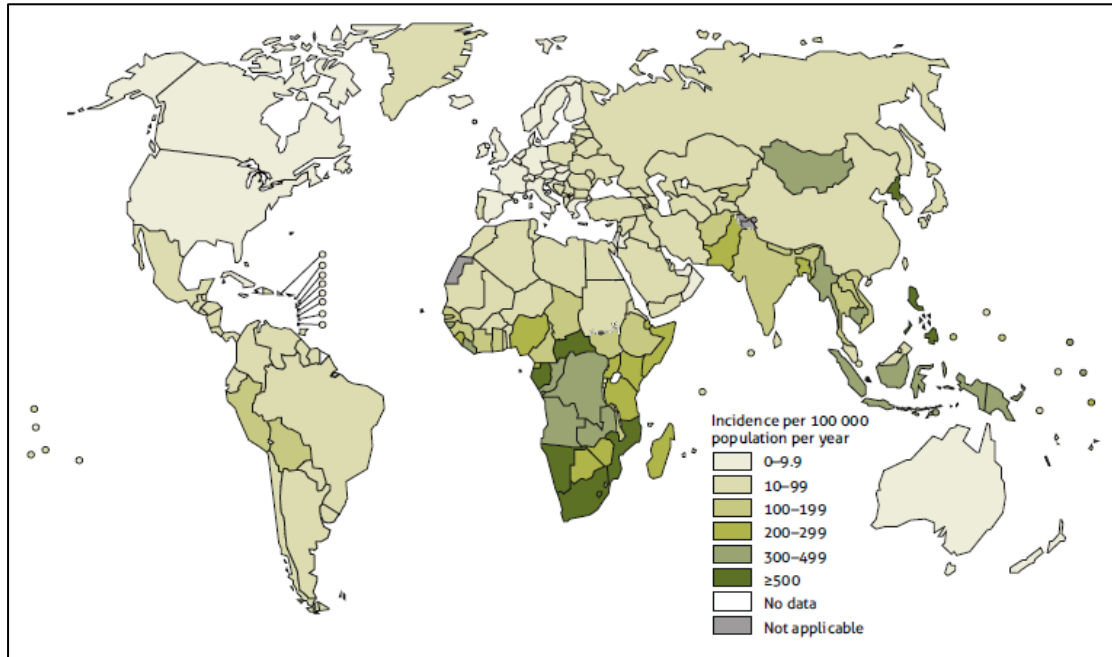 Incidence per 100 000
population per year
0–9.9
10–99
100–199
200–299
300–499
≥500
No data
Not applicable